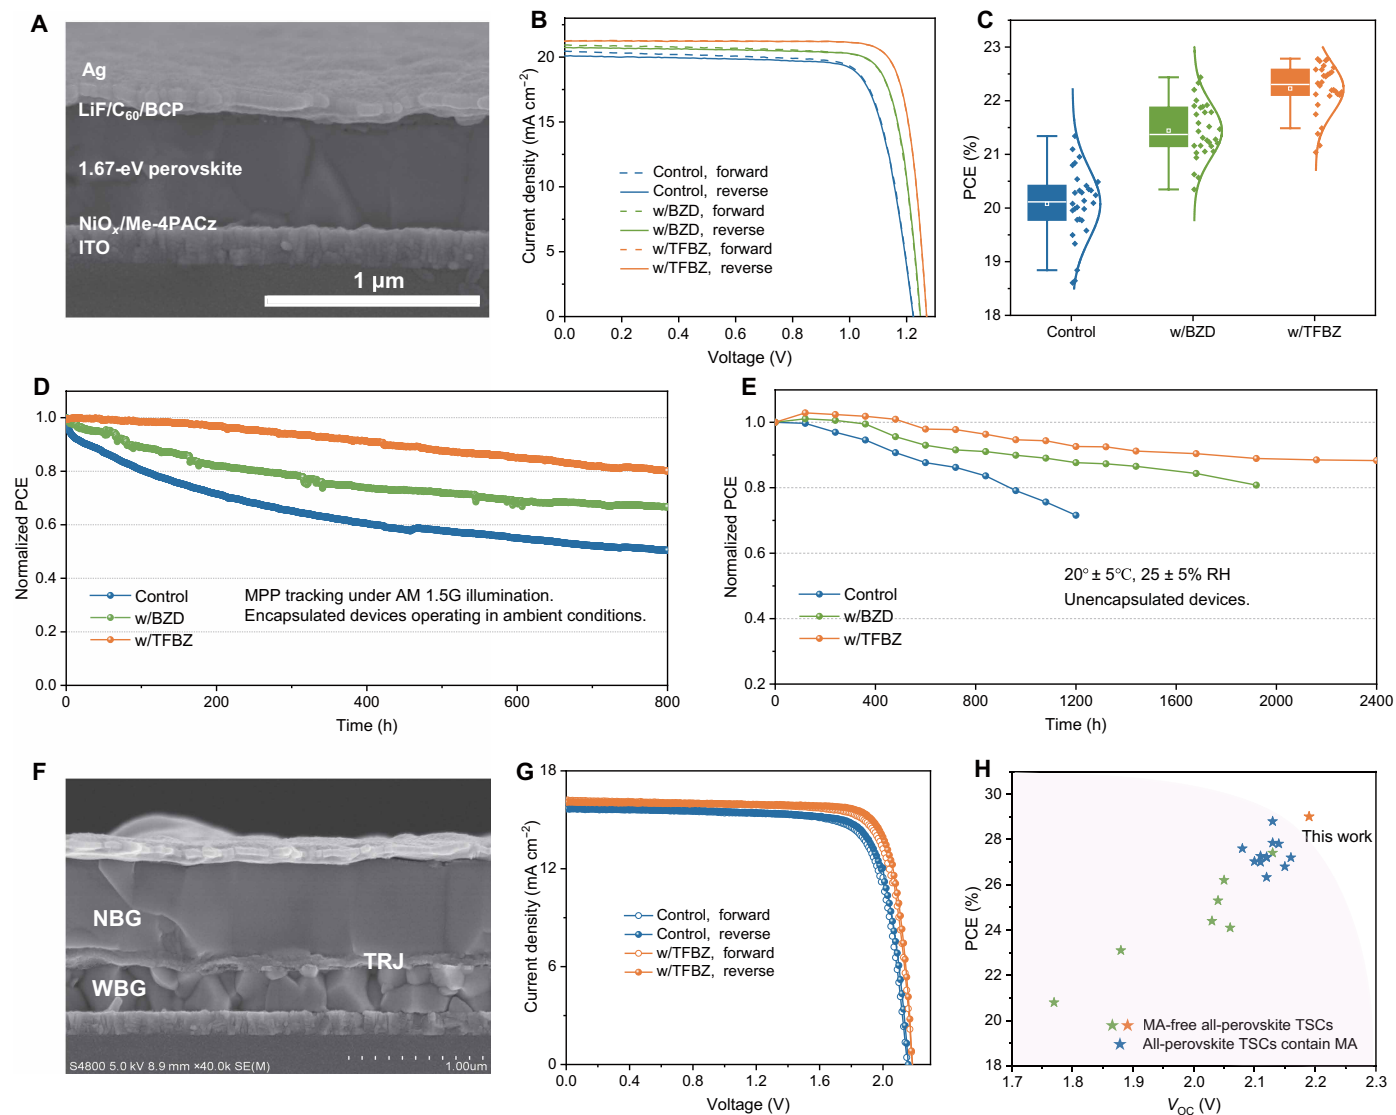 A
Ag
LiF/C60/BCP
1.67-eV perovskite
NiOx/Me-4PACz
ITO
1 µm
B
Current density (mA cm−2)
20
15
10
5
0
Control, forward
Control, reverse
w/BZD, forward
w/BZD, reverse
w/TFBZ, forward
w/TFBZ, reverse
0.0 0.2 0.4 0.6 0.8 1.0 1.2
Voltage (V)
C
PCE (%)
23
22
21
20
19
18
Control w/BZD w/TFBZ
D
Normalized PCE
1.0
0.8
0.6
0.4
0.2
0.0
Control
w/BZD
w/TFBZ
MPP tracking under AM 1.5G illumination.
Encapsulated devices operating in ambient conditions.
0 200 400 600 800
Time (h)
E
Normalized PCE
1.0
0.8
0.6
0.4
0.2
20° ± 5℃, 25 ± 5% RH
Unencapsulated devices.
Control
w/BZD
w/TFBZ
0 400 800 1200 1600 2000 2400
Time (h)
F
NBG
TRJ
WBG
S4800 5.0 kV 8.9 mm ×40.0k SE(M)
1.00um
G
Current density (mA cm−2)
18
12
6
0
Control, forward
Control, reverse
w/TFBZ, forward
w/TFBZ, reverse
0.0 0.4 0.8 1.2 1.6 2.0
Voltage (V)
H
PCE (%)
30
28
26
24
22
20
18
This work
MA-free all-perovskite TSCs
All-perovskite TSCs contain MA
1.7 1.8 1.9 2.0 2.1 2.2 2.3
VOC (V)